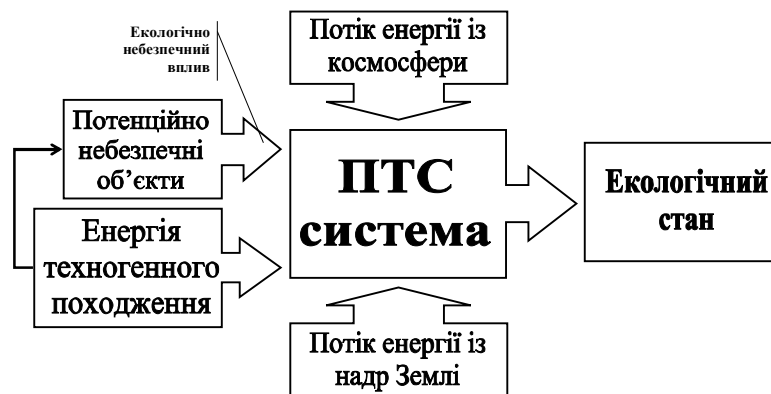 Екологічно
небезпечний
вплив
Потік енергії із
космосфери
Потенційно
небезпечні
об’єкти
ПТС
система
Екологічний
стан
Енергія
техногенного
походження
Потік енергії із
надр Землі